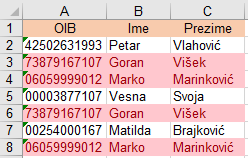 A B C
1 OIB Ime Prezime
2 42502631993 Petar Vlahović
3 73879167107 Goran Višek
4 06059999012 Marko Marinković
5 00003877107 Vesna Svoja
6 73879167107 Goran Višek
7 00254000167 Matilda Brajković
8 06059999012 Marko Marinković